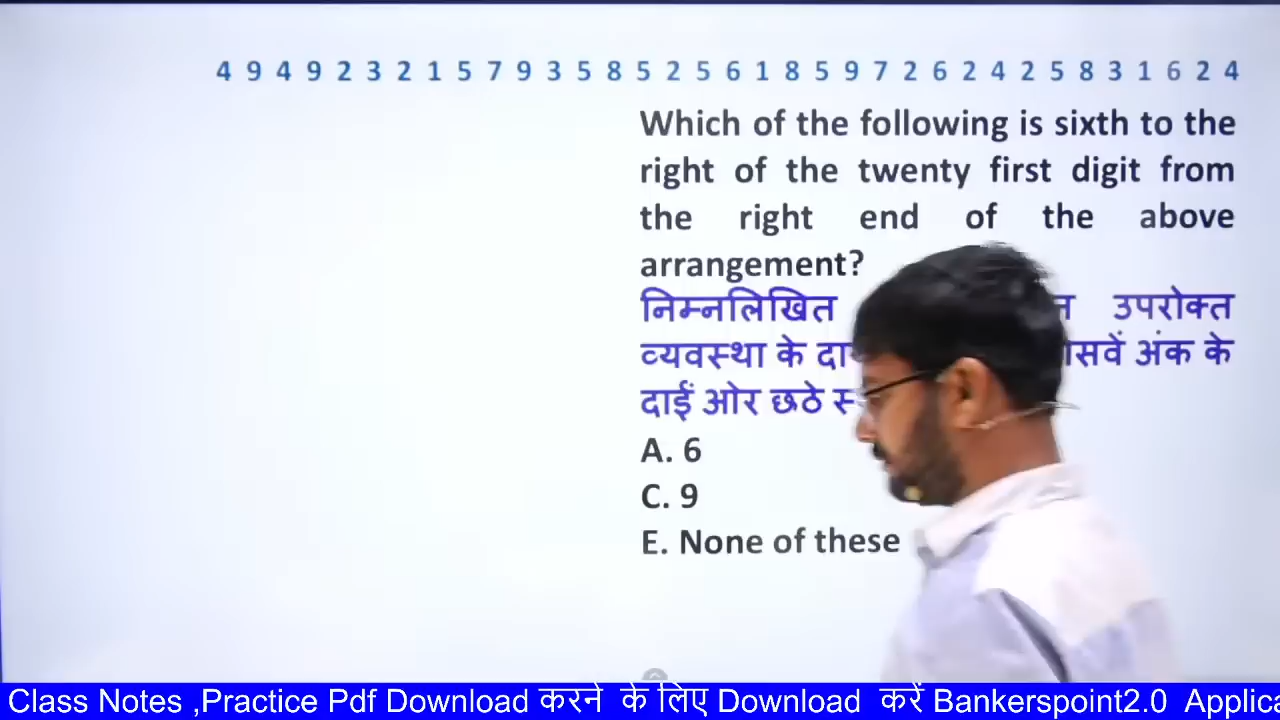 4 9 4 9 2 3 2 1 5 7 9 3 5 8 5 2 5 6 1 8 5 9 7 2 6 2 4 2 5 8 3 1 6 2 4
Which of the following is sixth to the
right of the twenty first digit from
the right end of the above
arrangement?
निम्नलिखित उपरोक्त
व्यवस्था के अंक के
दाईं ओर छठे
A. 6
C. 9
E. None of these
Class Notes ,Practice Pdf Download करने के लिए Download करें Bankerspoint2.0